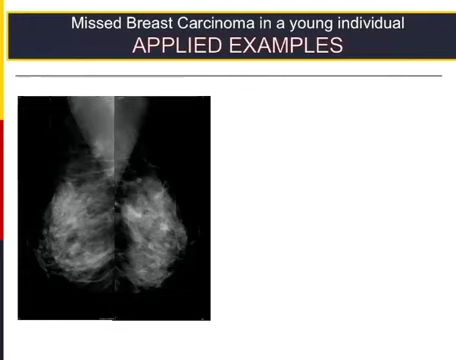 Missed Breast Carcinoma in a young individual
APPLIED EXAMPLES